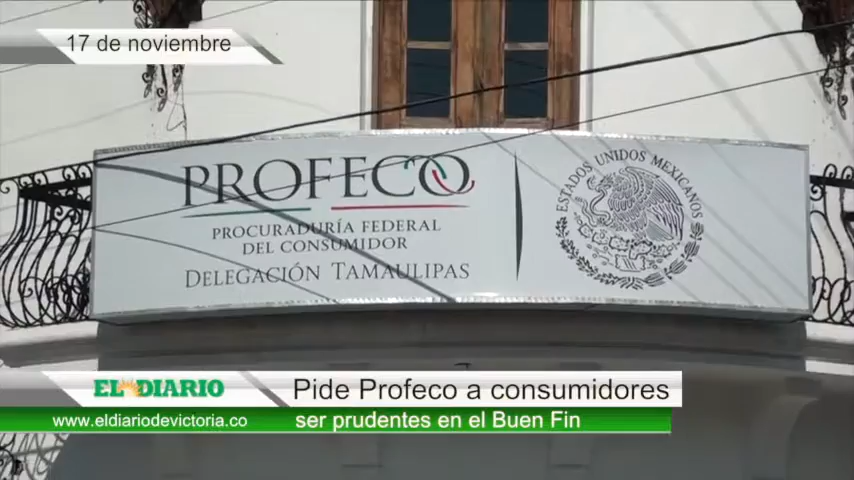 17 de noviembre
PROFECO
PROCURADURÍA FEDERAL
DEL CONSUMIDOR
DELEGACIÓN TAMAULIPAS
ESTADOS UNIDOS MEXICANOS
EL DIARIO
www.eldiariodevictoria.co
Pide Profeco a consumidores
ser prudentes en el Buen Fin